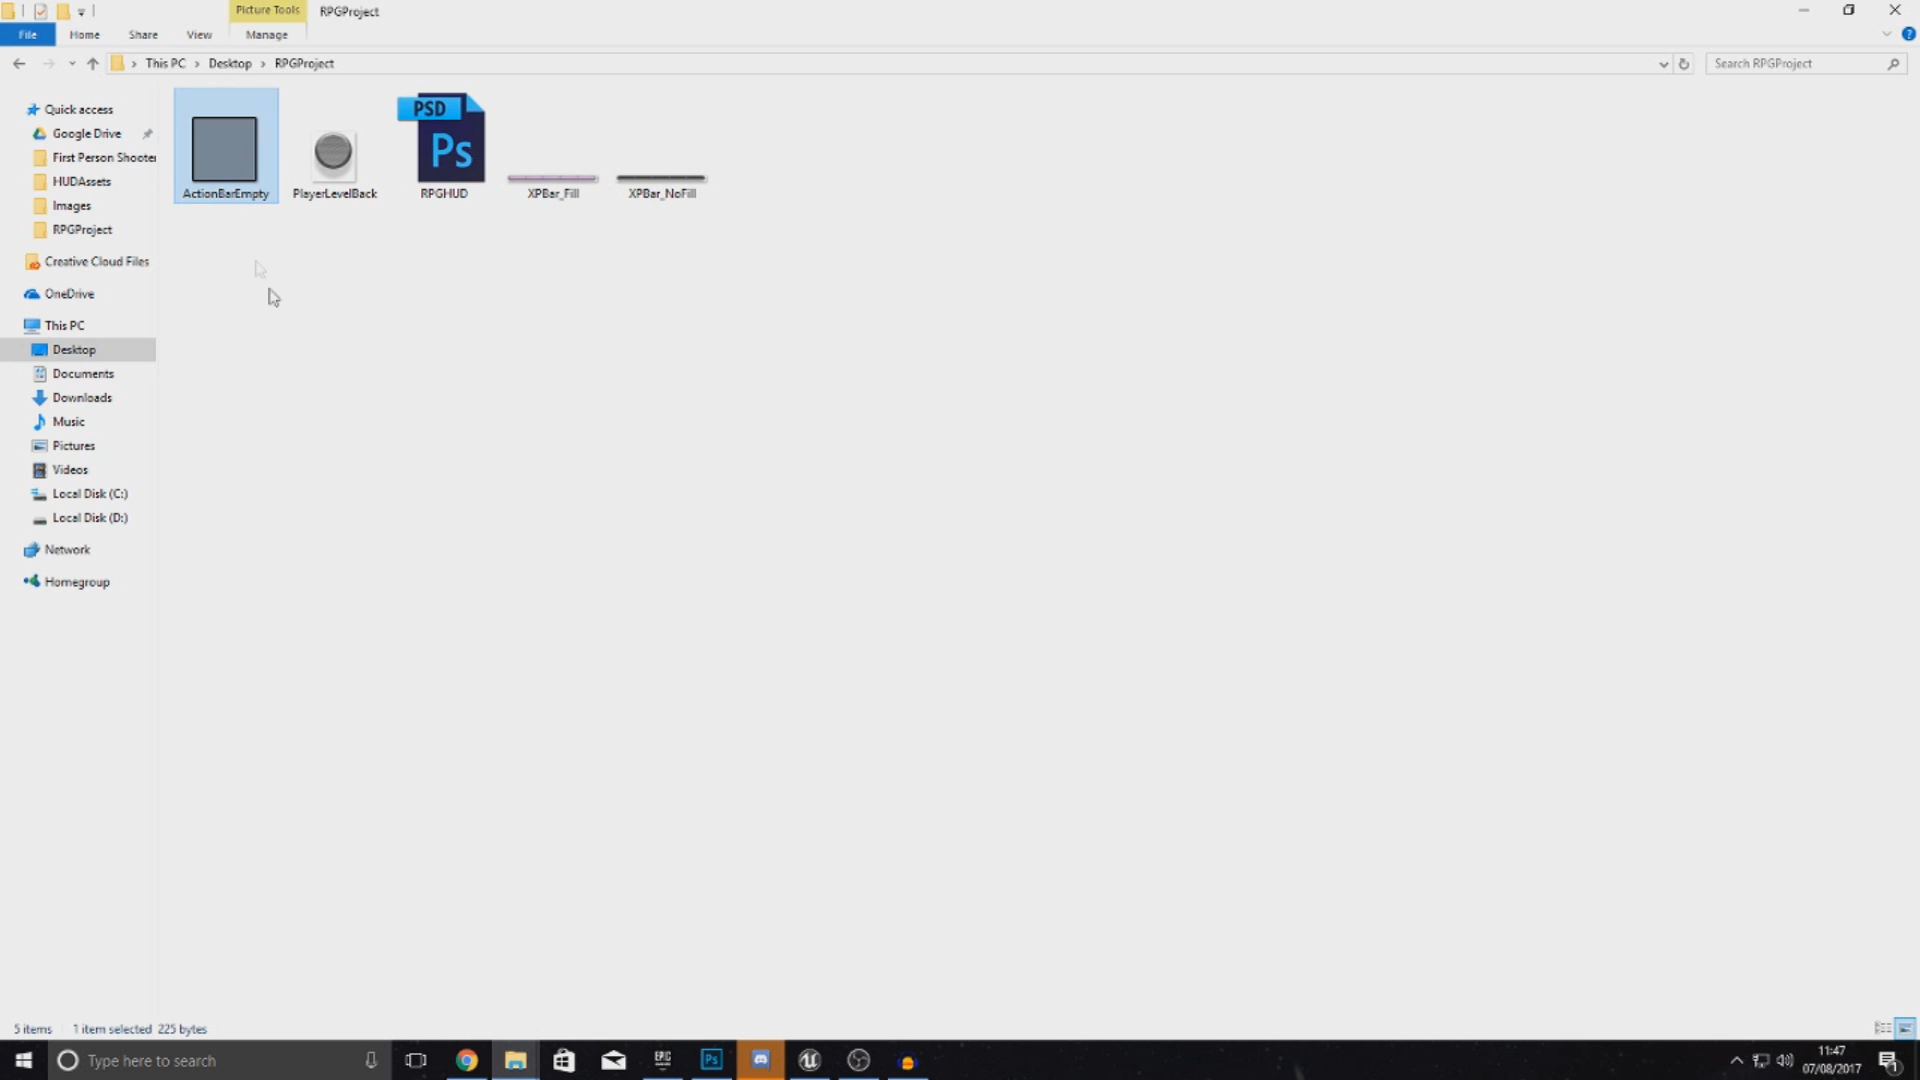 Picture Tools
RPGProject
File
Home
Share
View
Manage
This PC
Desktop
RPGProject
Search RPGProject
Quick access
Google Drive
First Person Shooter
HUDAssets
Images
RPGProject
Creative Cloud Files
OneDrive
This PC
Desktop
Documents
Downloads
Music
Pictures
Videos
Local Disk (C:)
Local Disk (D:)
Network
Homegroup
PSD
Ps
ActionBarEmpty
PlayerLevelBack
RPGHUD
XPBar_Fill
XPBar_NoFill
5 items
1 item selected 225 bytes
Type here to search
EPIC
Ps
11:47
07/08/2017
1